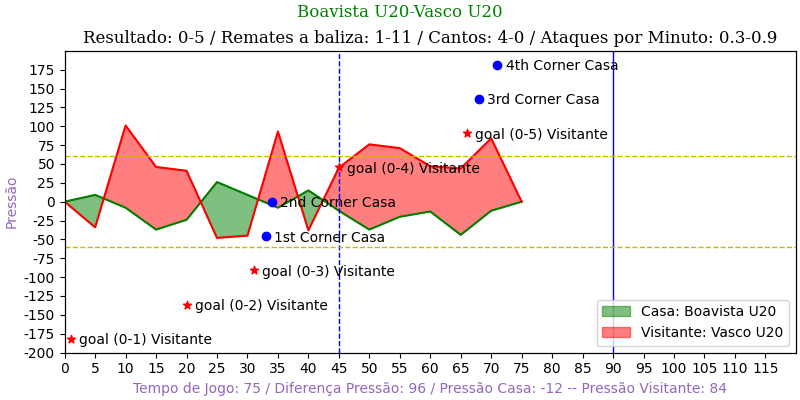 Boavista U20-Vasco U20
Resultado: 0-5 / Remates a baliza: 1-11 / Cantos: 4-0 / Ataques por Minuto: 0.3-0.9
Pressão
175
150
125
100
75
50
25
0
-25
-50
-75
-100
-125
-150
-175
-200
4th Corner Casa
3rd Corner Casa
goal (0-5) Visitante
goal (0-4) Visitante
2nd Corner Casa
1st Corner Casa
goal (0-3) Visitante
goal (0-2) Visitante
goal (0-1) Visitante
Casa: Boavista U20
Visitante: Vasco U20
0 5 10 15 20 25 30 35 40 45 50 55 60 65 70 75 80 85 90 95 100 105 110 115
Tempo de Jogo: 75 / Diferença Pressão: 96 / Pressão Casa: -12 -- Pressão Visitante: 84